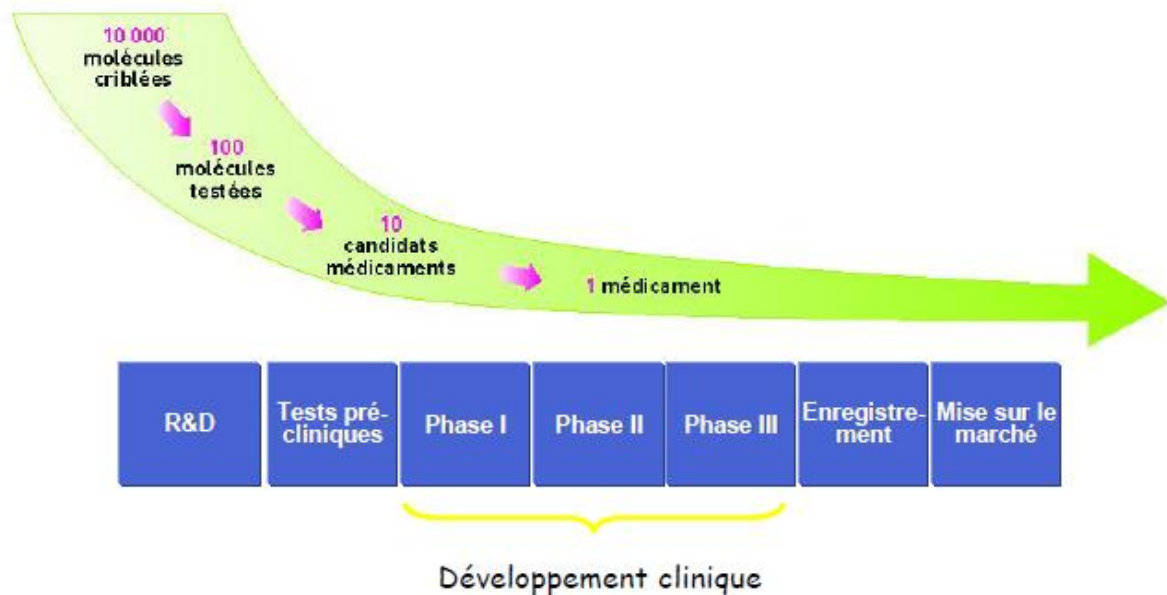 10 000
molécules
criblées
100
molécules
testées
10
candidats
médicaments
1 médicament
R&D
Tests pré-
cliniques
Phase I
Phase II
Phase III
Enregistre-
ment
Mise sur le
marché
Développement clinique